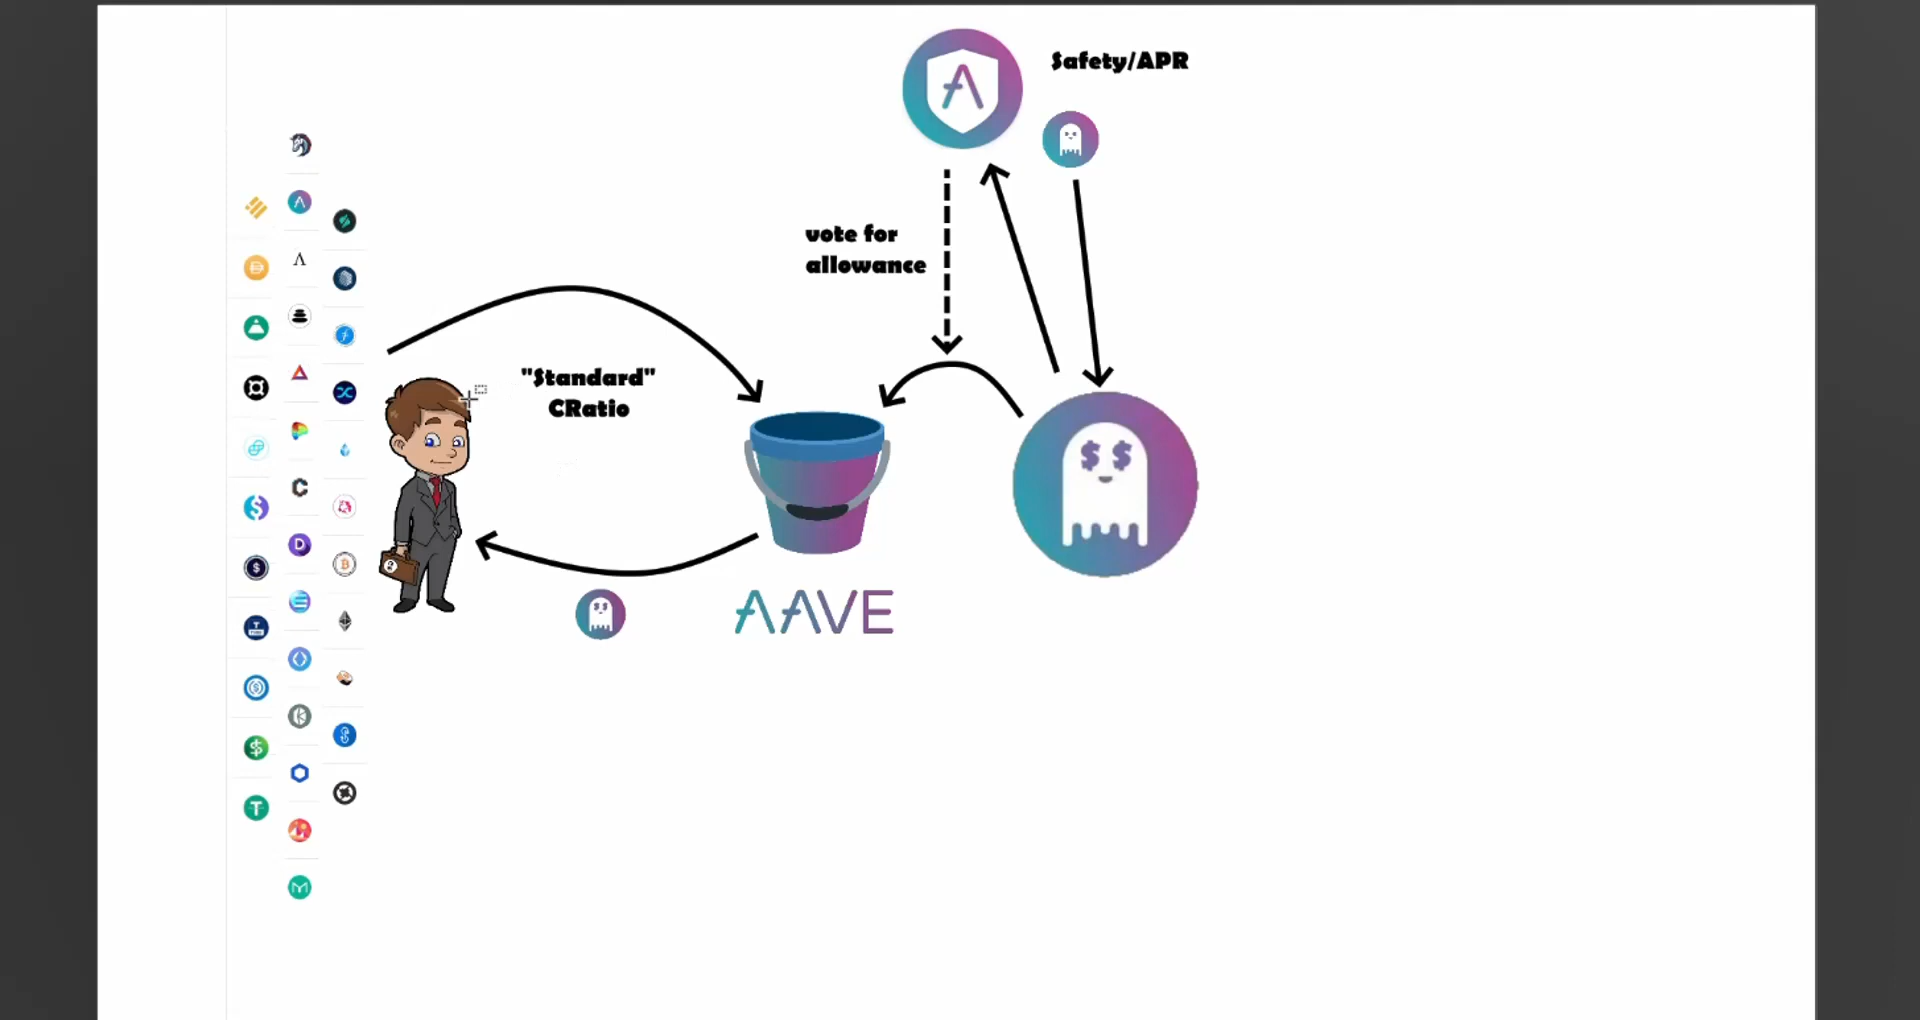 Safety/APR
vote for
allowance
"Standard"
CRatio
AAVE